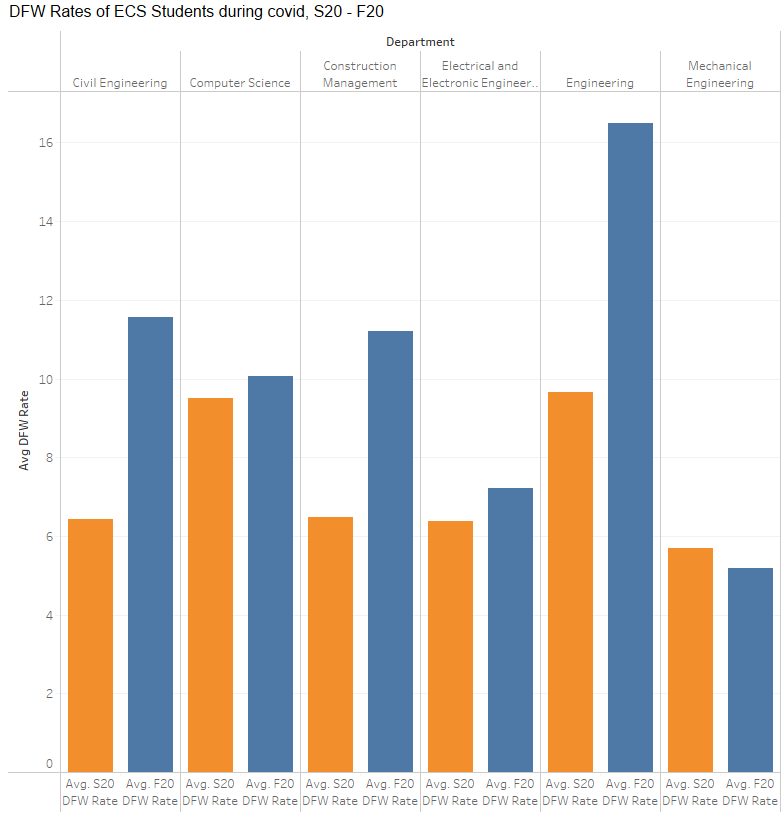 DFW Rates of ECS Students during covid, S20 - F20
Department
Civil Engineering
Computer Science
Construction
Management
Electrical and
Electronic Engineer..
Engineering
Mechanical
Engineering
Avg DFW Rate
16
14
12
10
8
6
4
2
0
Avg. S20
DFW Rate
Avg. F20
DFW Rate
Avg. S20
DFW Rate
Avg. F20
DFW Rate
Avg. S20
DFW Rate
Avg. F20
DFW Rate
Avg. S20
DFW Rate
Avg. F20
DFW Rate
Avg. S20
DFW Rate
Avg. F20
DFW Rate
Avg. S20
DFW Rate
Avg. F20
DFW Rate